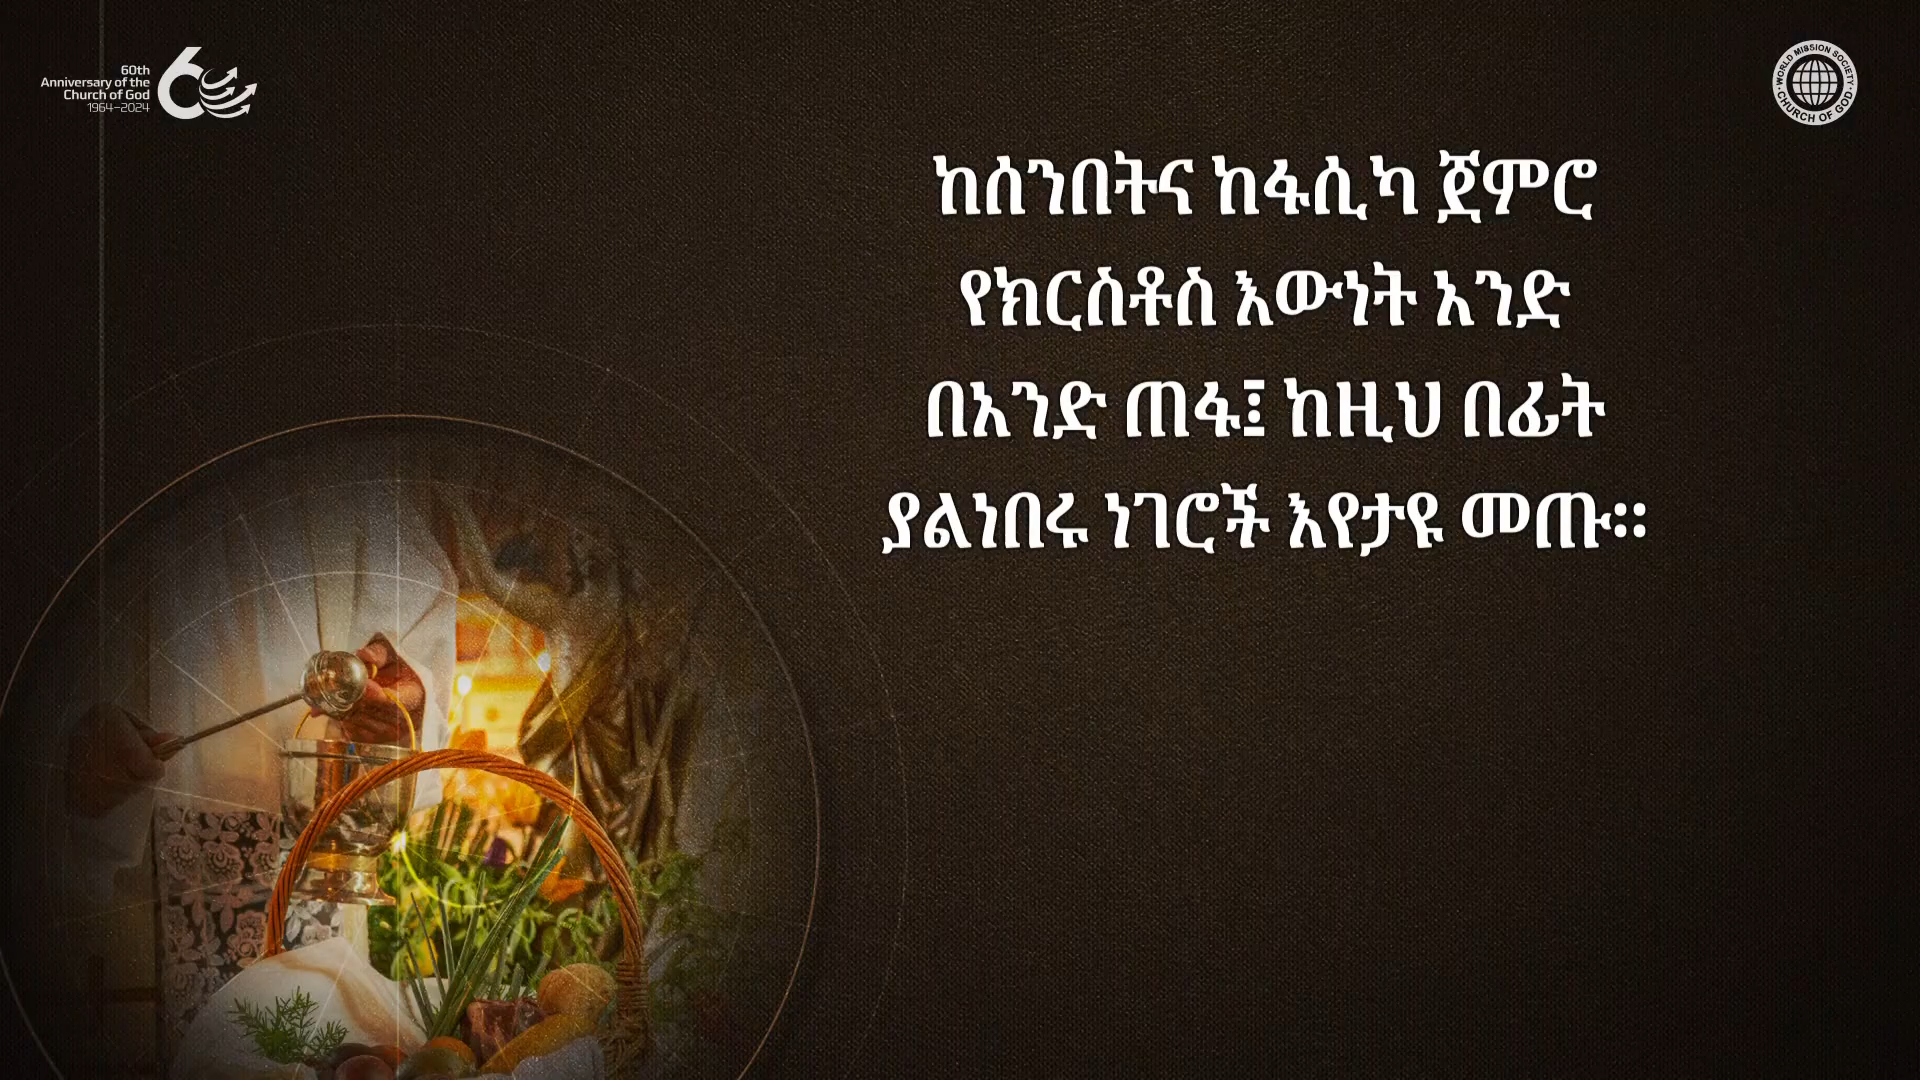 60th
Anniversary of the
Church of God
1964–2024
60
WORLD MISSION SOCIETY
CHURCH OF GOD
ከሰንበትና ከፋሲካ ጀምሮ
የክርስቶስ እውነት አንድ
በአንድ ጠፋ፤ ከዚህ በፊት
ያልነበሩ ነገሮች እየታዩ መጡ።